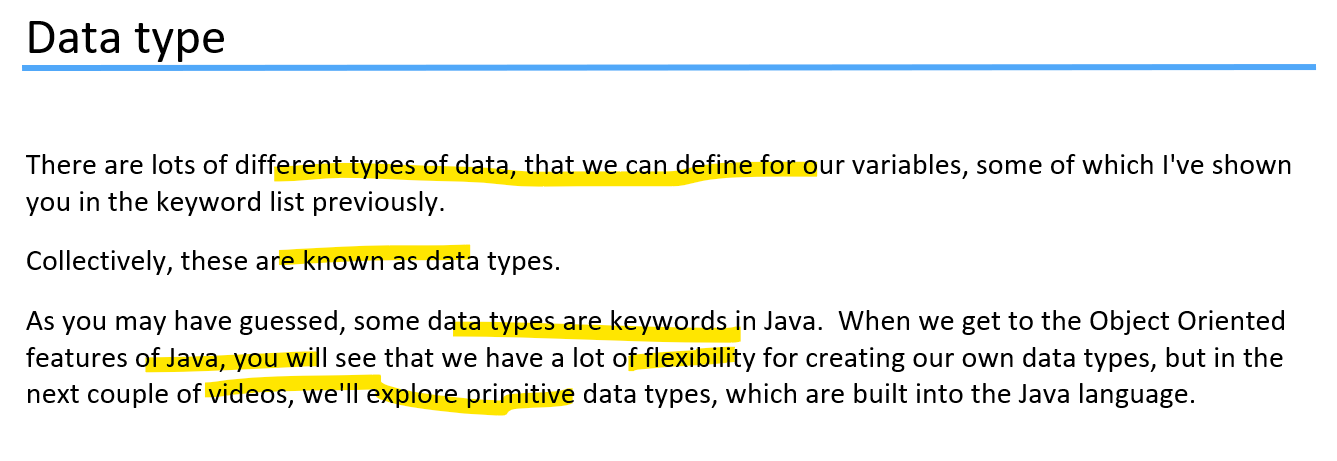 Data type
There are lots of different types of data, that we can define for our variables, some of which I've shown
you in the keyword list previously.
Collectively, these are known as data types.
As you may have guessed, some data types are keywords in Java.  When we get to the Object Oriented
features of Java, you will see that we have a lot of flexibility for creating our own data types, but in the
next couple of videos, we'll explore primitive data types, which are built into the Java language.